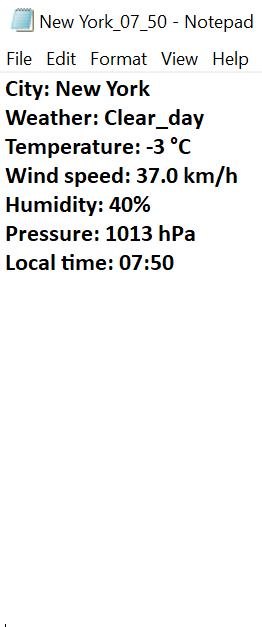 New York_07_50 - Notepad
File Edit Format View Help
City: New York
Weather: Clear_day
Temperature: -3 °C
Wind speed: 37.0 km/h
Humidity: 40%
Pressure: 1013 hPa
Local time: 07:50